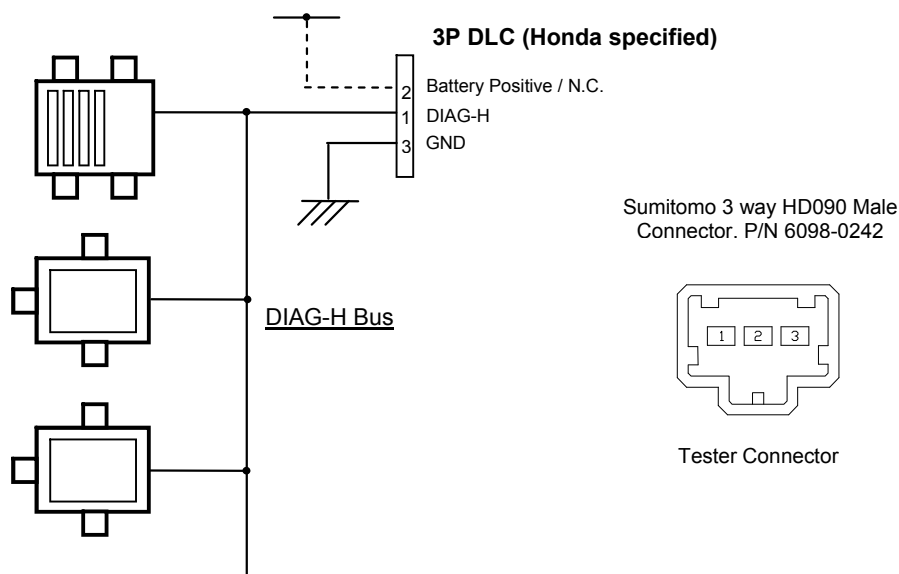 3P DLC (Honda specified)
2 Battery Positive / N.C.
1 DIAG-H
3 GND
DIAG-H Bus
Sumitomo 3 way HD090 Male
Connector. P/N 6098-0242
1 2 3
Tester Connector